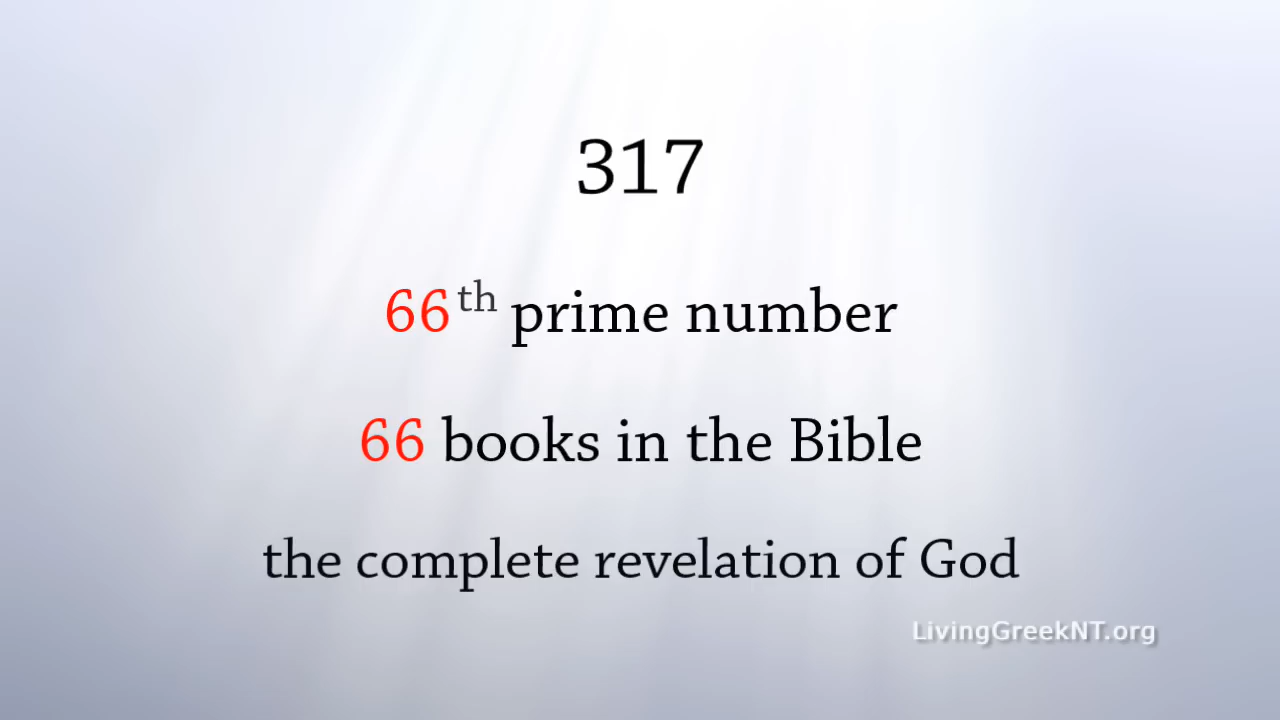 317
66th prime number
66 books in the Bible
the complete revelation of God
LivingGreekNT.org